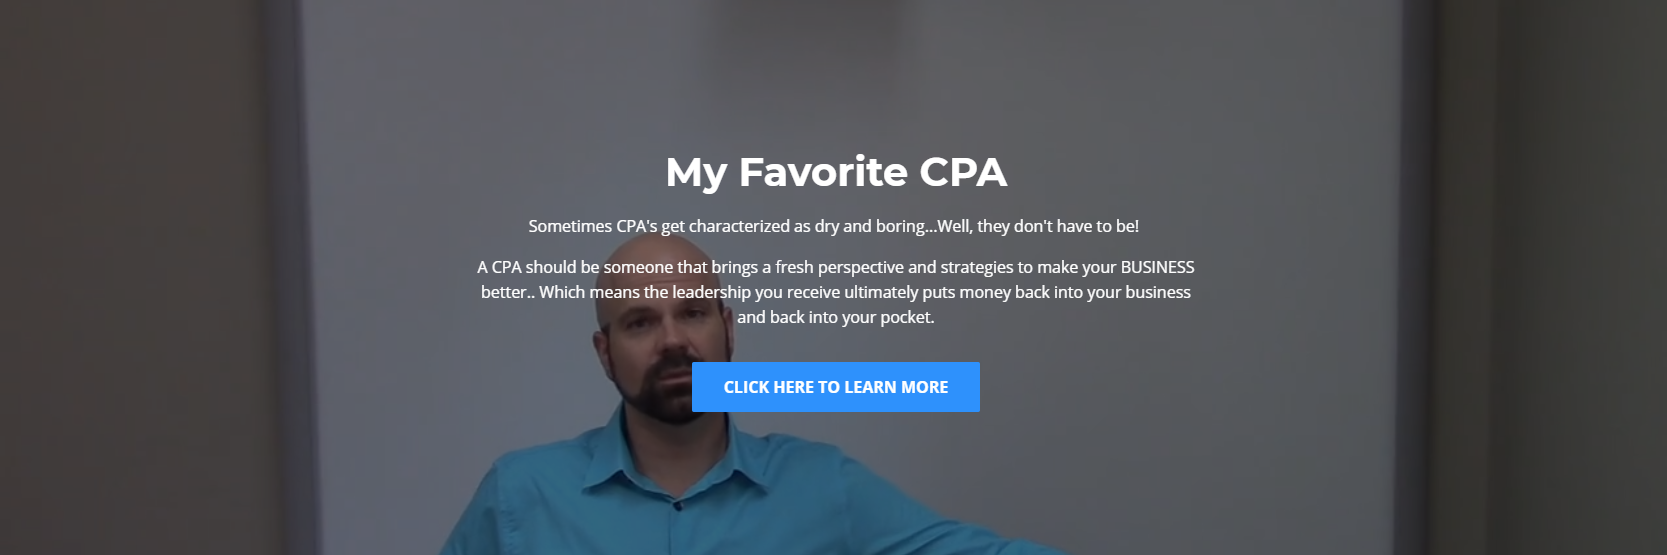 My Favorite CPA
Sometimes CPA's get characterized as dry and boring...Well, they don't have to be!
A CPA should be someone that brings a fresh perspective and strategies to make your BUSINESS
better.. Which means the leadership you receive ultimately puts money back into your business
and back into your pocket.
CLICK HERE TO LEARN MORE